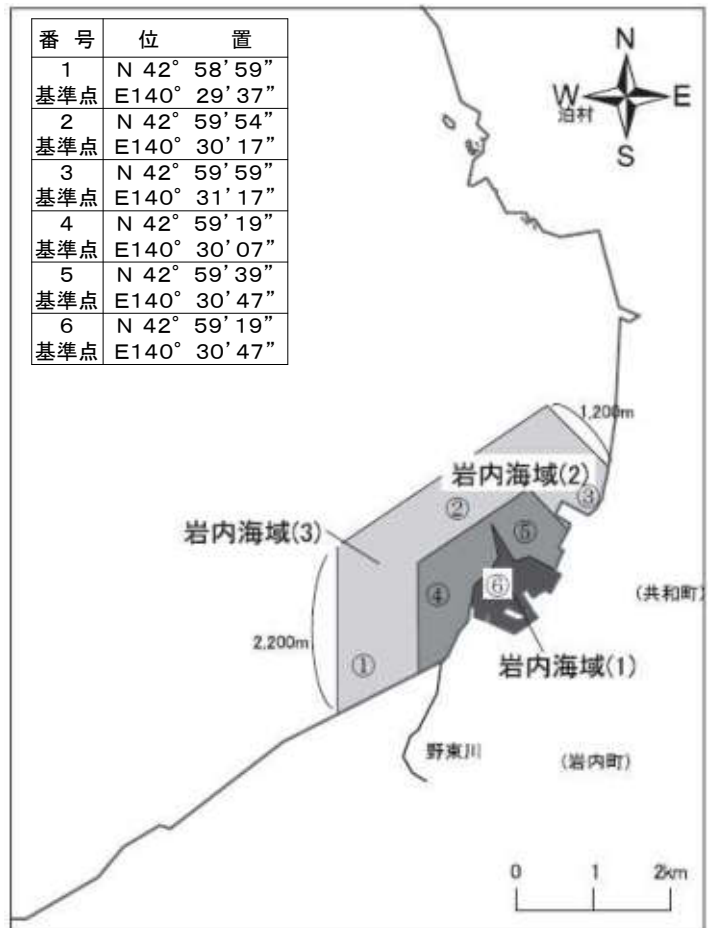 番 号 位 置
1 N 42° 58'59”
基準点 E140° 29'37”
2 N 42° 59'54”
基準点 E140° 30'17”
3 N 42° 59'59”
基準点 E140° 31'17”
4 N 42° 59'19”
基準点 E140° 30'07”
5 N 42° 59'39”
基準点 E140° 30'47”
6 N 42° 59'19”
基準点 E140° 30'47”
N
W E
泊村
S
1,200m
岩内海域(2)
③
②
岩内海域(3)
⑤
⑥
④
(共和町)
2,200m
①
岩内海域(1)
野束川
(岩内町)
0 1 2km